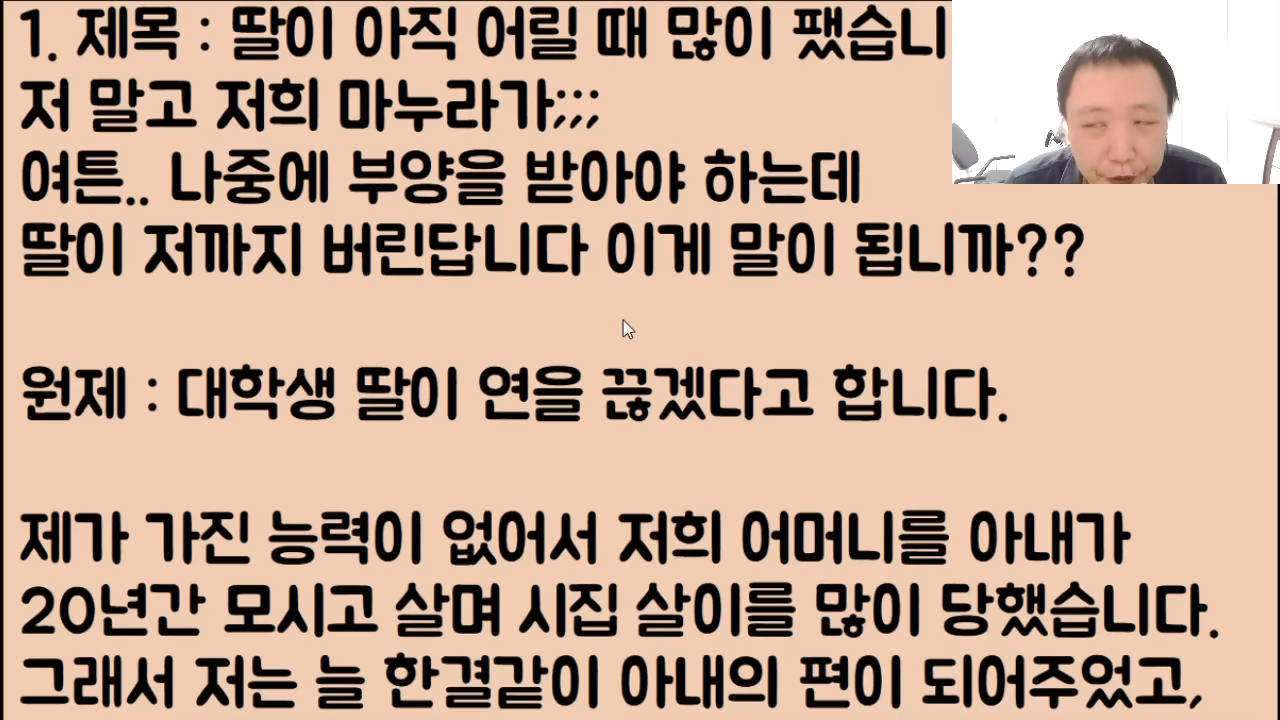 1. 제목 : 딸이 아직 어릴 때 많이 팼습니
저 말고 저희 마누라가;;;
여튼.. 나중에 부양을 받아야 하는데
딸이 저까지 버린답니다 이게 말이 됩니까??
원제 : 대학생 딸이 연을 끊겠다고 합니다.
제가 가진 능력이 없어서 저희 어머니를 아내가
20년간 모시고 살며 시집 살이를 많이 당했습니다.
그래서 저는 늘 한결같이 아내의 편이 되어주었고,